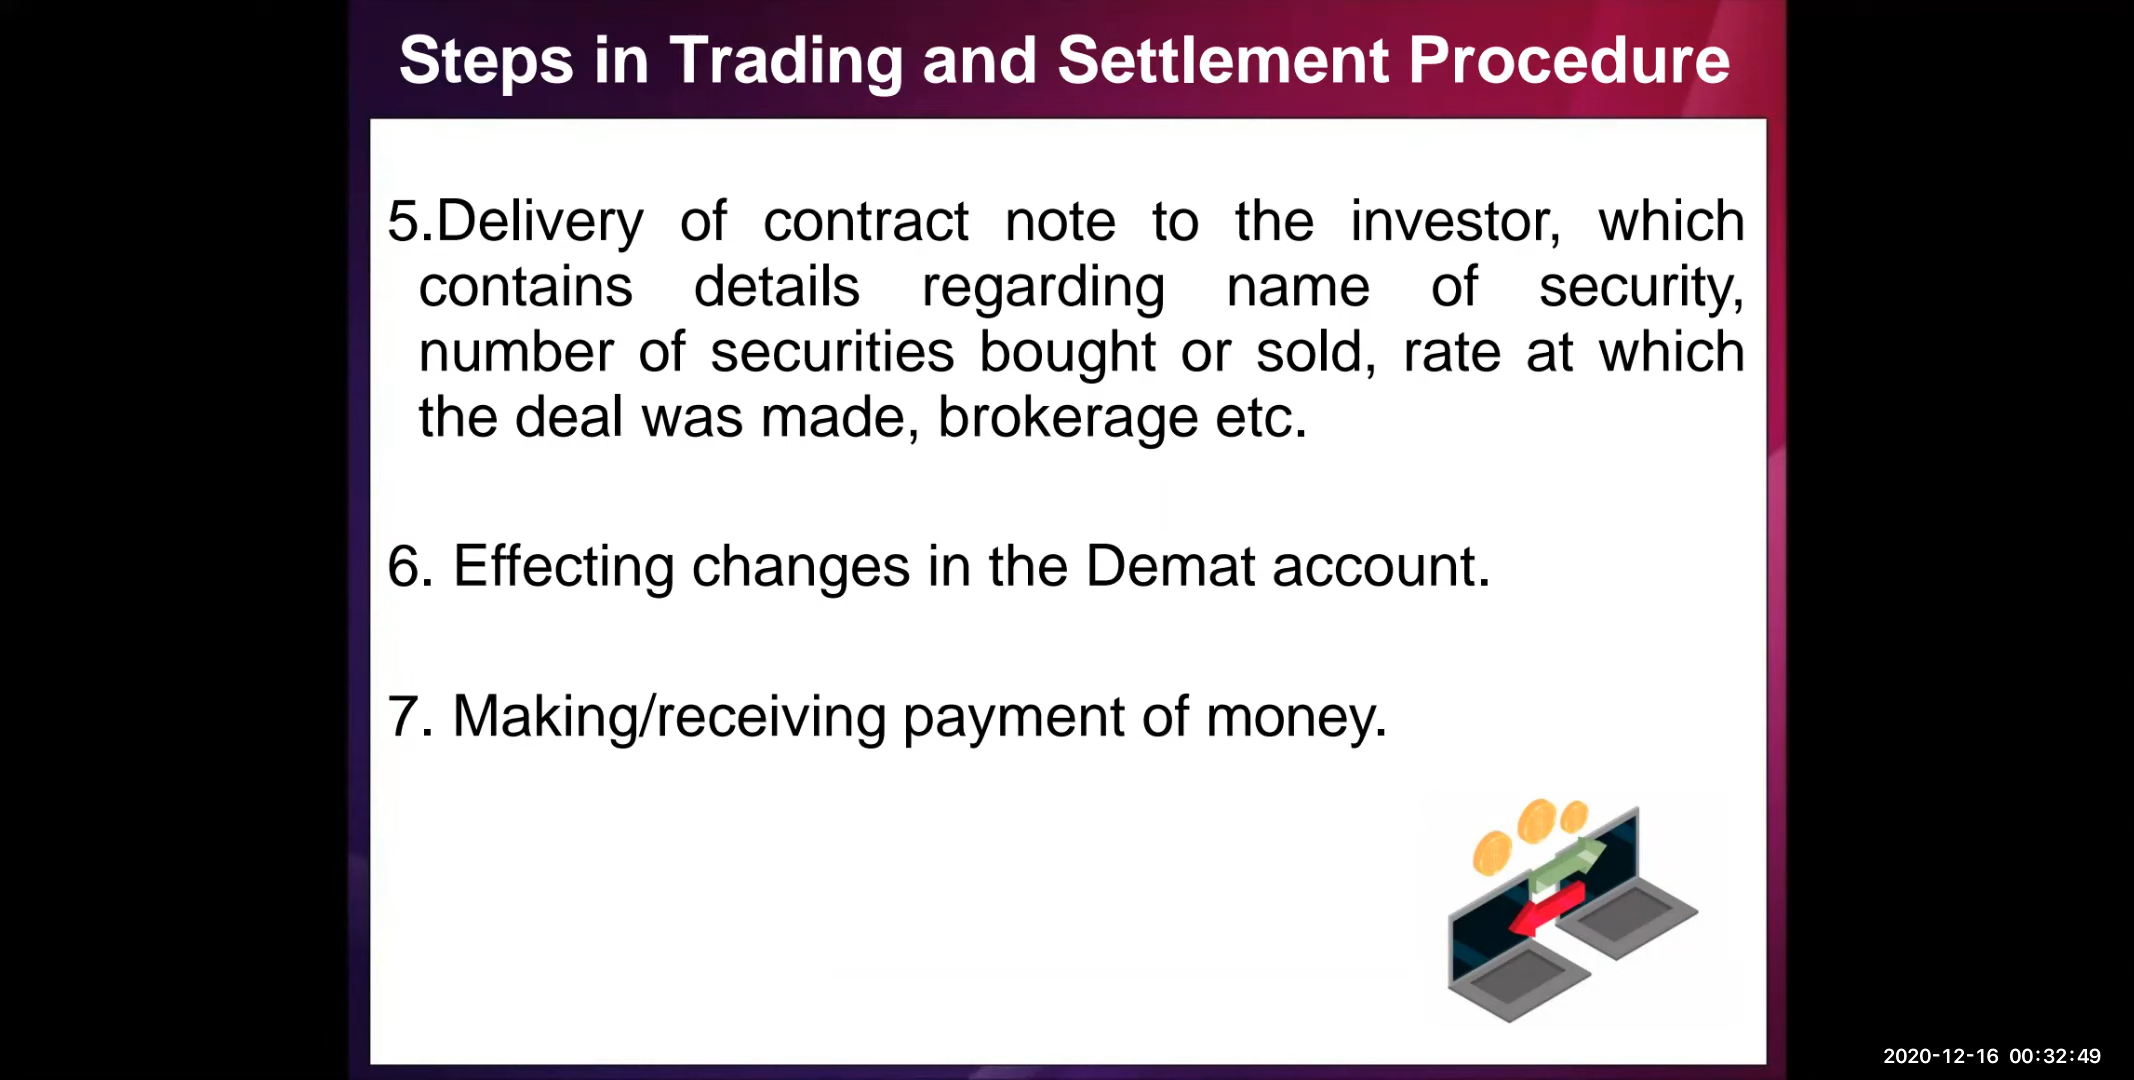 Steps in Trading and Settlement Procedure
5.Delivery of contract note to the investor, which
contains details regarding name of security,
number of securities bought or sold, rate at which
the deal was made, brokerage etc.
6. Effecting changes in the Demat account.
7. Making/receiving payment of money.
2020-12-16 00:32:49